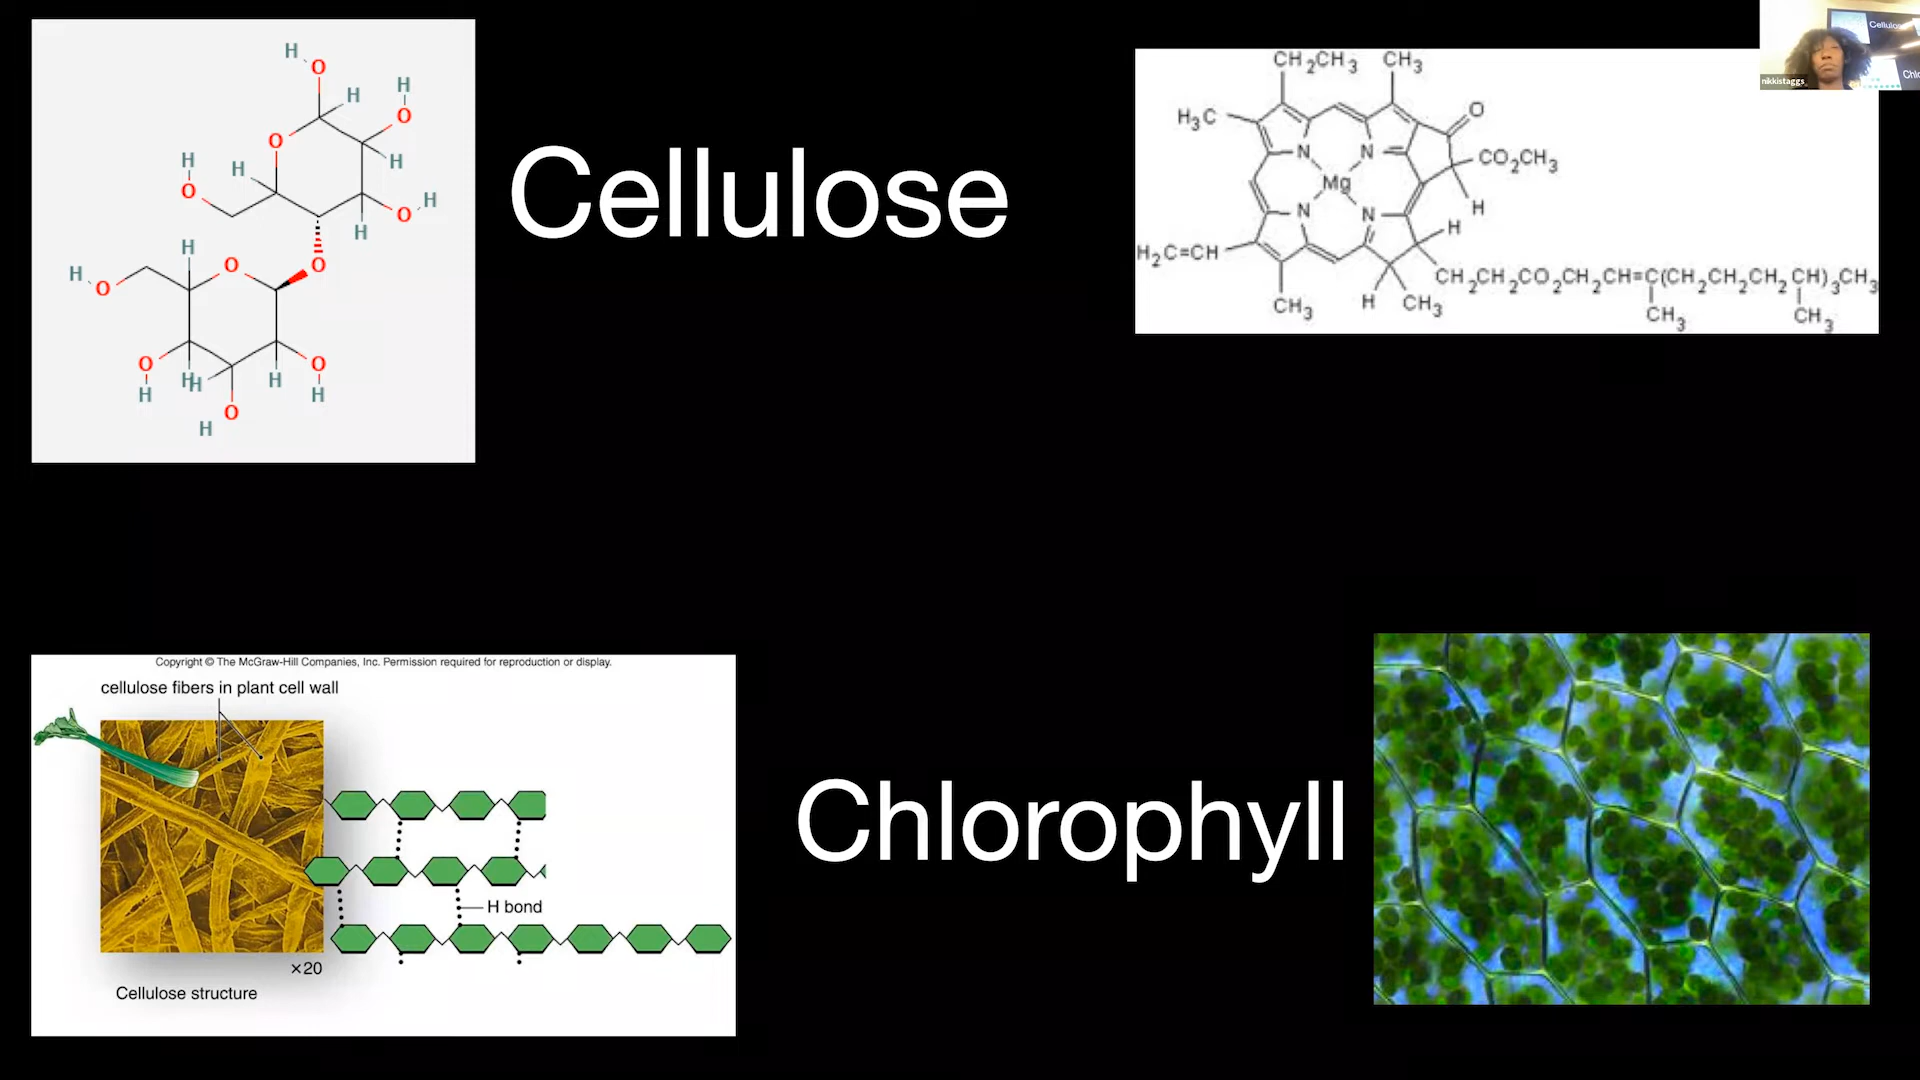 Cellulose
Chlorophyll
H
O
H
H
O
O
H
H
H
O
O
H
H
H
O
O
H
H
O
O
H
H
H
H
O
O
H
H
O
H
CH₂CH₃
CH₃
H₃C
O
N
N
CO₂CH₃
Mg
N
N
H
H
H₂C=CH
CH₂CH₂CO₂CH₂CH=C(CH₂CH₂CH₂CH)₃CH₃
CH₃
H
CH₃
CH₃
CH₃
nikkistaggs
Cellulos
Chl
Copyright © The McGraw-Hill Companies, Inc. Permission required for reproduction or display.
cellulose fibers in plant cell wall
H bond
×20
Cellulose structure